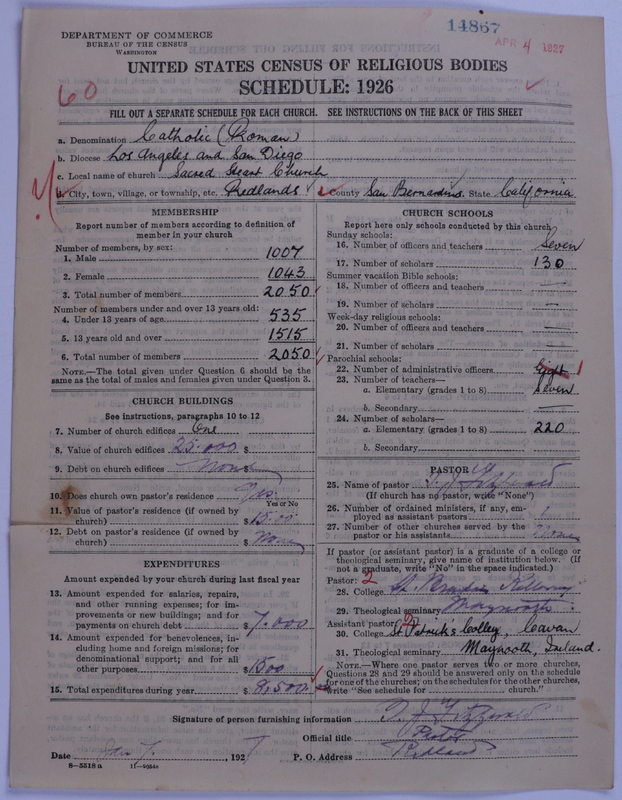 14867
APR 4 1927
DEPARTMENT OF COMMERCE
BUREAU OF THE CENSUS
WASHINGTON
UNITED STATES CENSUS OF RELIGIOUS BODIES
SCHEDULE: 1926
60
FILL OUT A SEPARATE SCHEDULE FOR EACH CHURCH. SEE INSTRUCTIONS ON THE BACK OF THIS SHEET
a. Denomination Catholic (Roman)
b. Diocese Los Angeles and San Diego
c. Local name of church Sacred Heart Church
d. City, town, village, or township, etc. Redlands County San Bernardino State California
MEMBERSHIP
Report number of members according to definition of
member in your church
Number of members, by sex:
1. Male 1007
2. Female 1043
3. Total number of members 2050
Number of members under and over 13 years old:
4. Under 13 years of age 535
5. 13 years old and over 1515
6. Total number of members 2050
NOTE.—The total given under Question 6 should be
same as the total of males and females given under Question 3.
CHURCH BUILDINGS
See instructions, paragraphs 10 to 12
7. Number of church edifices One
8. Value of church edifices 25.000 $
9. Debt on church edifices None $
10. Does church own pastor's residence Yes
Yes or No
11. Value of pastor's residence (if owned by
church) $
12. Debt on pastor's residence (if owned by
church) $ None
EXPENDITURES
Amount expended by your church during last fiscal year
13. Amount expended for salaries, repairs,
and other running expenses; for im-
provements or new buildings; and for
payments on church debt $ 7.000
14. Amount expended for benevolences, in-
cluding home and foreign missions; for
denominational support; and for all
other purposes $ 1500
15. Total expenditures during year $ 8.500
CHURCH SCHOOLS
Report here only schools conducted by this church
Sunday schools:
16. Number of officers and teachers Seven
17. Number of scholars 130
Summer vacation Bible schools:
18. Number of officers and teachers —
19. Number of scholars —
Week-day religious schools:
20. Number of officers and teachers —
21. Number of scholars —
Parochial schools:
22. Number of administrative officers Eight 1
23. Number of teachers—
a. Elementary (grades 1 to 8) Seven
b. Secondary —
24. Number of scholars—
a. Elementary (grades 1 to 8) 220
b. Secondary
PASTOR
25. Name of pastor T. J. Fitzgerald
(If church has no pastor, write "None")
26. Number of ordained ministers, if any, em-
ployed as assistant pastors 1
27. Number of other churches served by the
pastor or his assistants None
If pastor (or assistant pastor) is a graduate of a college or
theological seminary, give name of institution below. (If
not a graduate, write "No" in the space indicated.)
Pastor: 2
28. College St.
29. Theological seminary Maynooth
Assistant pastor: 2
30. College St Patrick's College, Cavan
31. Theological seminary Maynooth, Ireland.
NOTE.—Where one pastor serves two or more churches,
Questions 28 and 29 should be answered only on the schedule
for one of the churches; on the schedules for the other churches,
write "See schedule for church."
Signature of person furnishing information T. J. Fitzgerald
Official title Pastor
Date Jan 7, 1927 P. O. Address Redlands
8—5518 a 11—9564